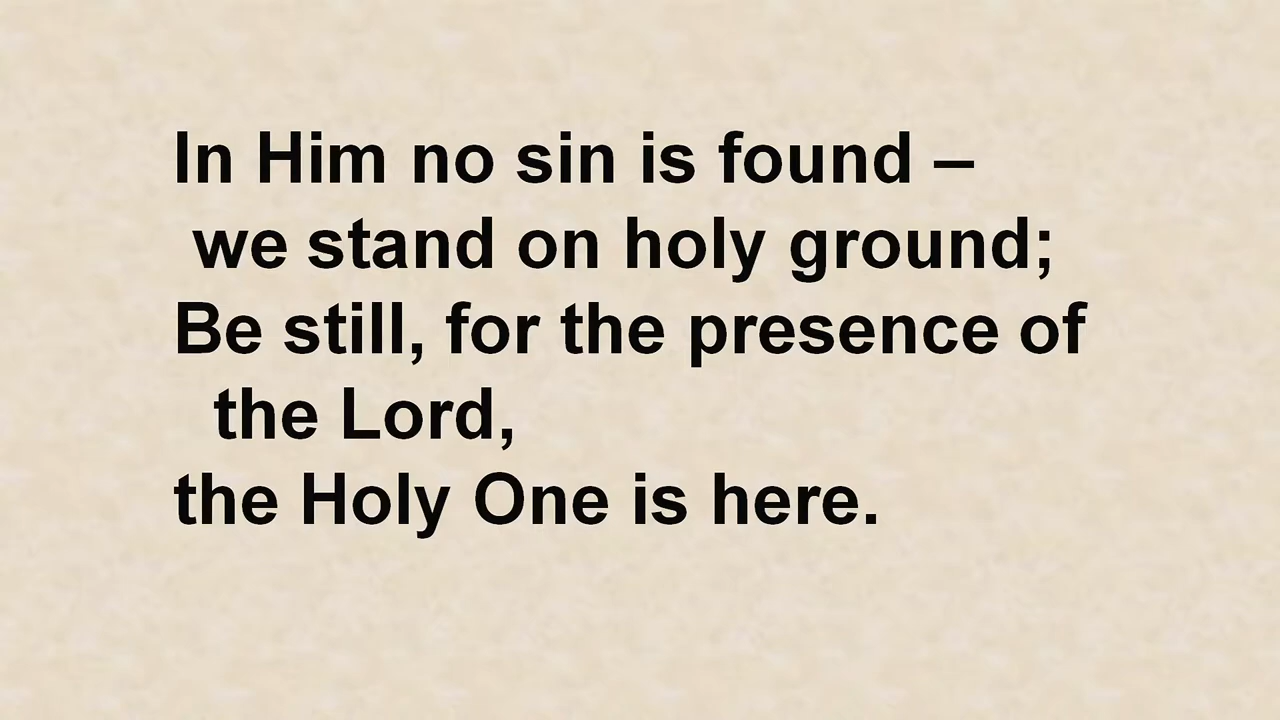 In Him no sin is found –
we stand on holy ground;
Be still, for the presence of
the Lord,
the Holy One is here.